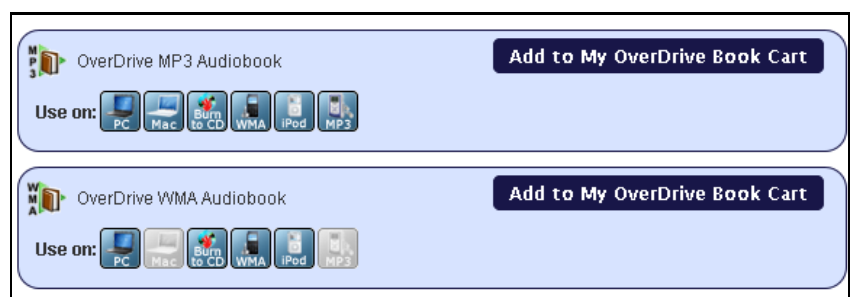 MP3 OverDrive MP3 Audiobook Add to My OverDrive Book Cart
Use on: PC Mac Burn to CD WMA iPod MP3
WMA OverDrive WMA Audiobook Add to My OverDrive Book Cart
Use on: PC Mac Burn to CD WMA iPod MP3